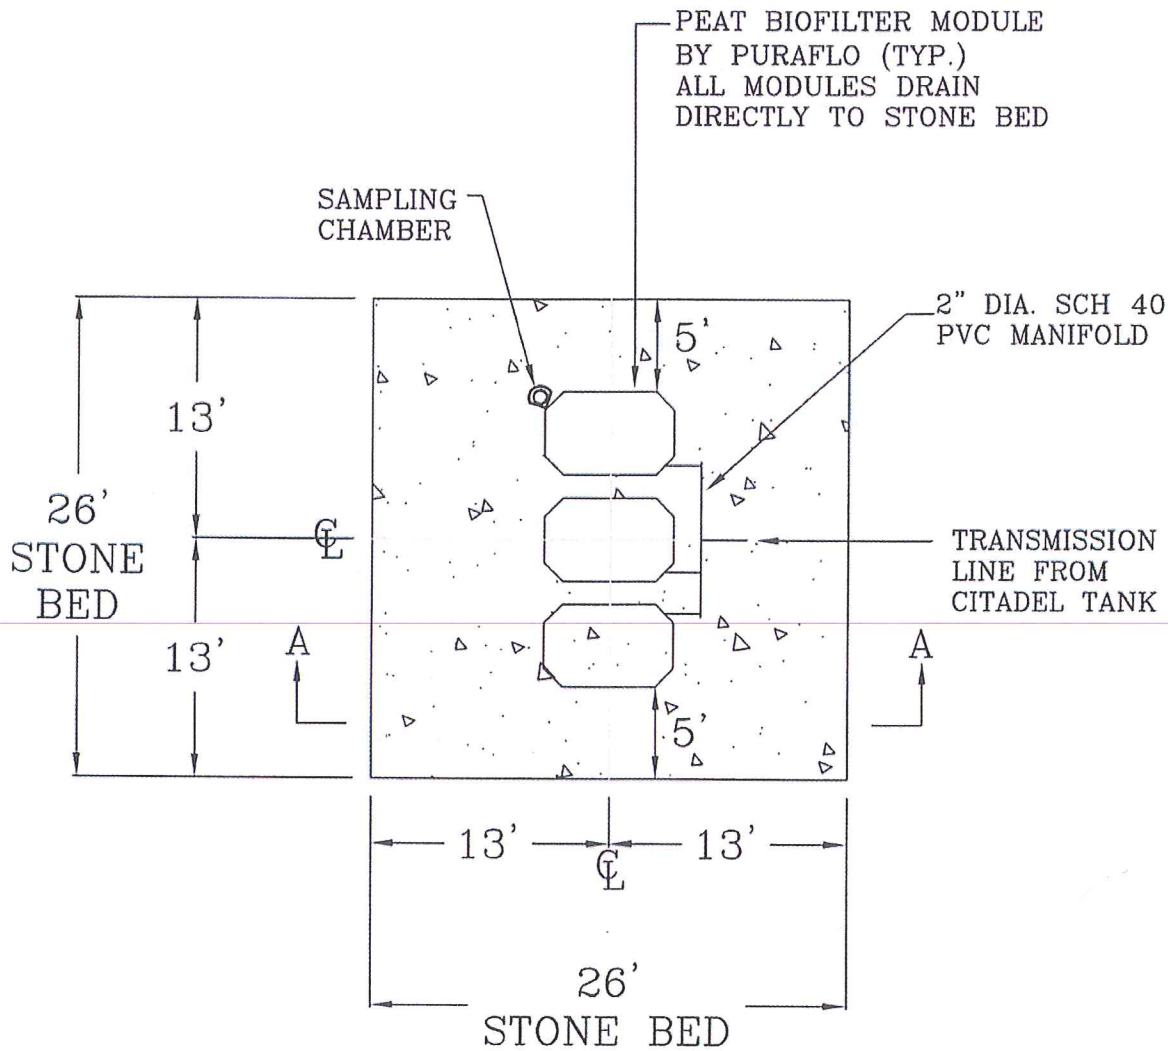 PEAT BIOFILTER MODULE
BY PURAFLO (TYP.)
ALL MODULES DRAIN
DIRECTLY TO STONE BED
SAMPLING
CHAMBER
2" DIA. SCH 40
PVC MANIFOLD
5'
13'
26'
STONE
BED
CL
TRANSMISSION
LINE FROM
CITADEL TANK
13'
A
A
5'
13'
13'
CL
26'
STONE BED